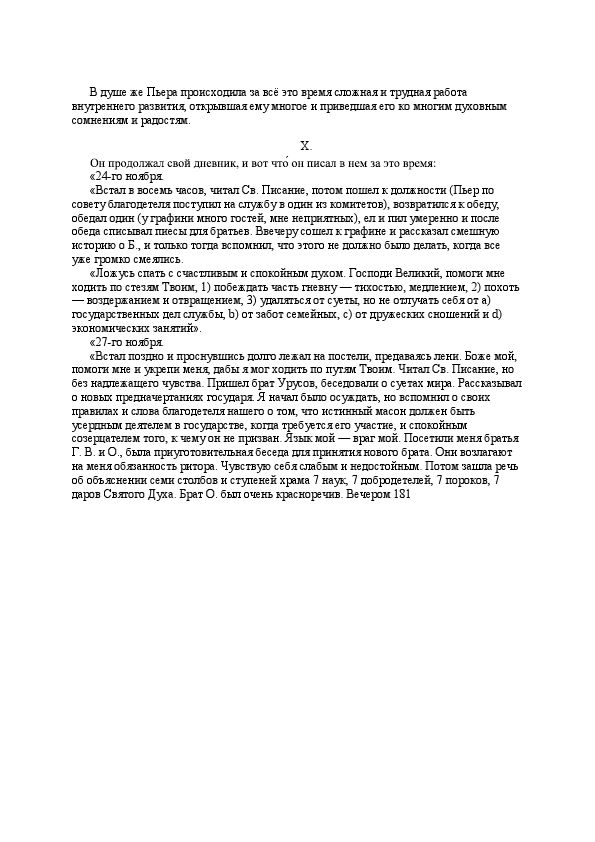 В душе же Пьера происходила за всё это время сложная и трудная работа
внутреннего развития, открывшая ему многое и приведшая его ко многим духовным
сомнениям и радостям.
X.
Он продолжал свой дневник, и вот что́ он писал в нем за это время:
«24-го ноября.
«Встал в восемь часов, читал Св. Писание, потом пошел к должности (Пьер по
совету благодетеля поступил на службу в один из комитетов), возвратился к обеду,
обедал один (у графини много гостей, мне неприятных), ел и пил умеренно и после
обеда списывал пиесы для братьев. Ввечеру сошел к графине и рассказал смешную
историю о Б., и только тогда вспомнил, что этого не должно было делать, когда все
уже громко смеялись.
«Ложусь спать с счастливым и спокойным духом. Господи Великий, помоги мне
ходить по стезям Твоим, 1) побеждать часть гневну — тихостью, медлением, 2) похоть
— воздержанием и отвращением, 3) удаляться от суеты, но не отлучать себя от a)
государственных дел службы, b) от забот семейных, c) от дружеских сношений и d)
экономических занятий».
«27-го ноября.
«Встал поздно и проснувшись долго лежал на постели, предаваясь лени. Боже мой,
помоги мне и укрепи меня, дабы я мог ходить по путям Твоим. Читал Св. Писание, но
без надлежащего чувства. Пришел брат Урусов, беседовали о суетах мира. Рассказывал
о новых предначертаниях государя. Я начал было осуждать, но вспомнил о своих
правилах и слова благодетеля нашего о том, что истинный масон должен быть
усердным деятелем в государстве, когда требуется его участие, и спокойным
созерцателем того, к чему он не призван. Язык мой — враг мой. Посетили меня братья
Г. В. и О., была приуготовительная беседа для принятия нового брата. Они возлагают
на меня обязанность ритора. Чувствую себя слабым и недостойным. Потом зашла речь
об объяснении семи столбов и ступеней храма 7 наук, 7 добродетелей, 7 пороков, 7
даров Святого Духа. Брат О. был очень красноречив. Вечером 181